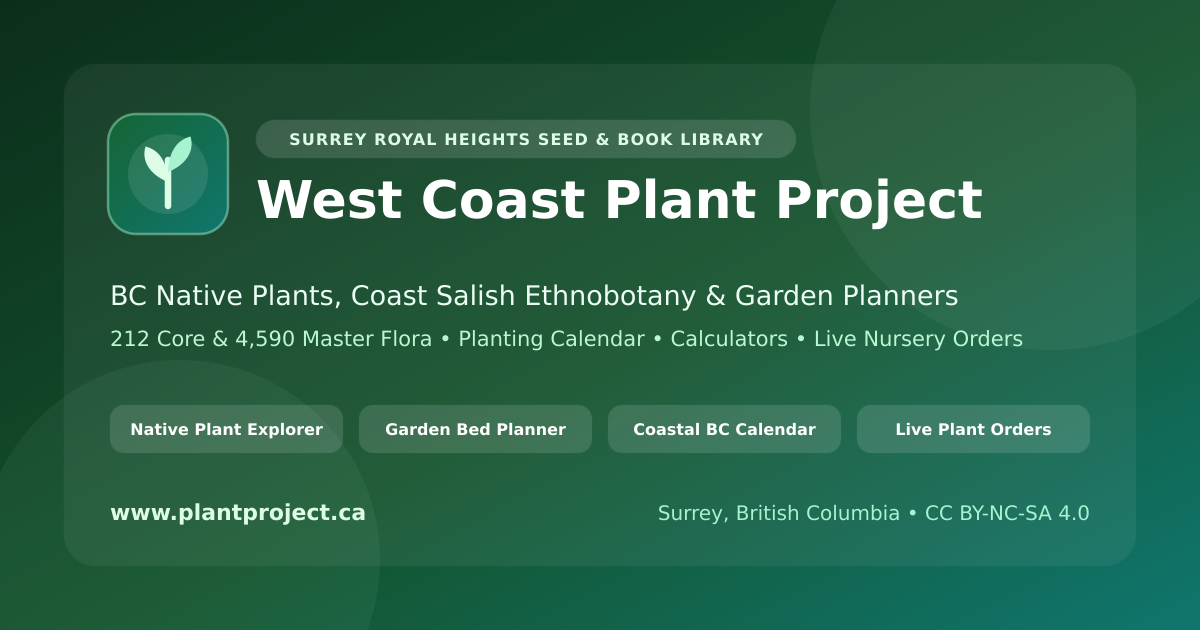 SURREY ROYAL HEIGHTS SEED & BOOK LIBRARY
West Coast Plant Project
BC Native Plants, Coast Salish Ethnobotany & Garden Planners
212 Core & 4,590 Master Flora • Planting Calendar • Calculators • Live Nursery Orders
Native Plant Explorer
Garden Bed Planner
Coastal BC Calendar
Live Plant Orders
www.plantproject.ca
Surrey, British Columbia • CC BY-NC-SA 4.0